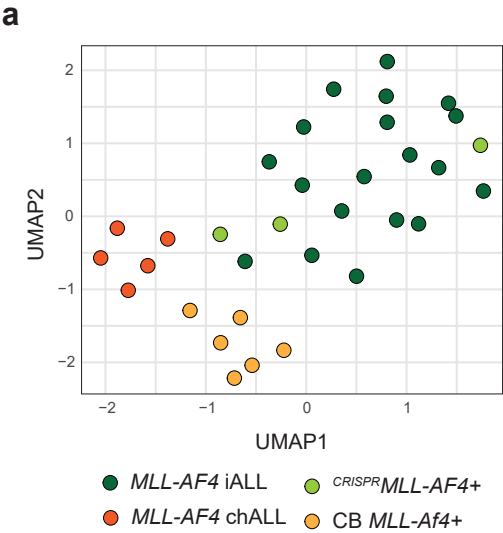 a
2
1
0
−1
−2
UMAP2
−2 −1 0 1
UMAP1
MLL-AF4 iALL CRISPRMLL-AF4+
MLL-AF4 chALL CB MLL-Af4+